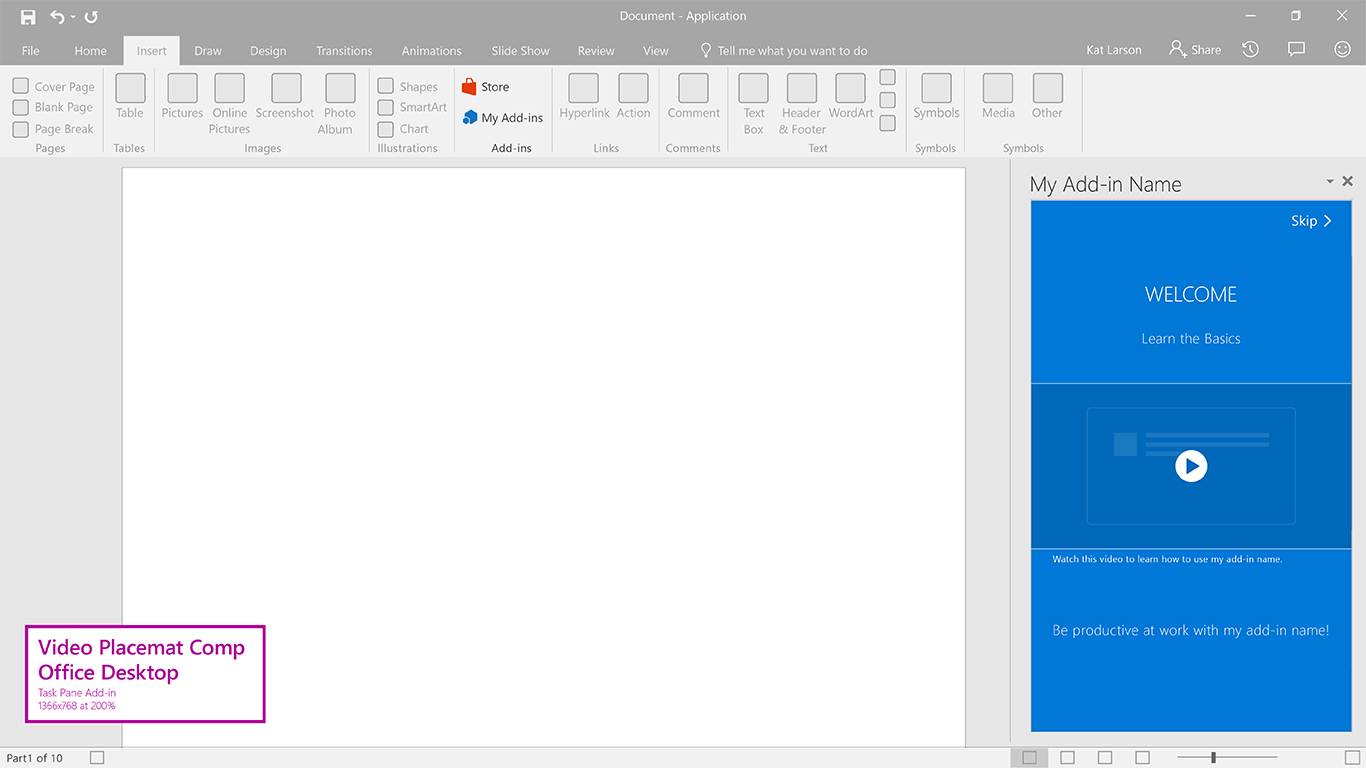 Document - Application
File Home Insert Draw Design Transitions Animations Slide Show Review View Tell me what you want to do Kat Larson Share
Cover Page
Blank Page
Page Break
Pages
Table
Tables
Pictures
Online
Pictures
Screenshot
Photo
Album
Images
Shapes
SmartArt
Chart
Illustrations
Store
My Add-ins
Add-ins
Hyperlink
Action
Links
Comment
Comments
Text
Box
Header
& Footer
WordArt
Text
Symbols
Symbols
Media
Other
Symbols
My Add-in Name
Skip
WELCOME
Learn the Basics
Watch this video to learn how to use my add-in name.
Be productive at work with my add-in name!
Video Placemat Comp
Office Desktop
Task Pane Add-in
1366x768 at 200%
Part1 of 10